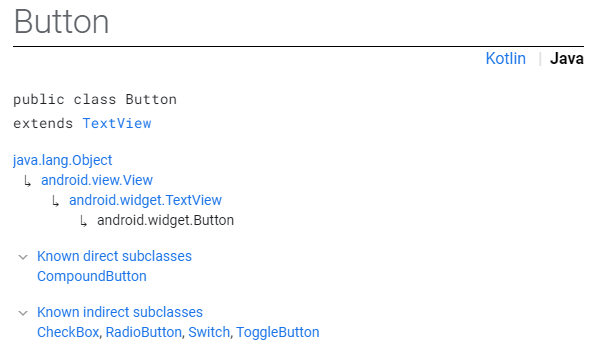 Button
Kotlin | Java
public class Button
extends TextView
java.lang.Object
↳ android.view.View
↳ android.widget.TextView
↳ android.widget.Button
Known direct subclasses
CompoundButton
Known indirect subclasses
CheckBox, RadioButton, Switch, ToggleButton